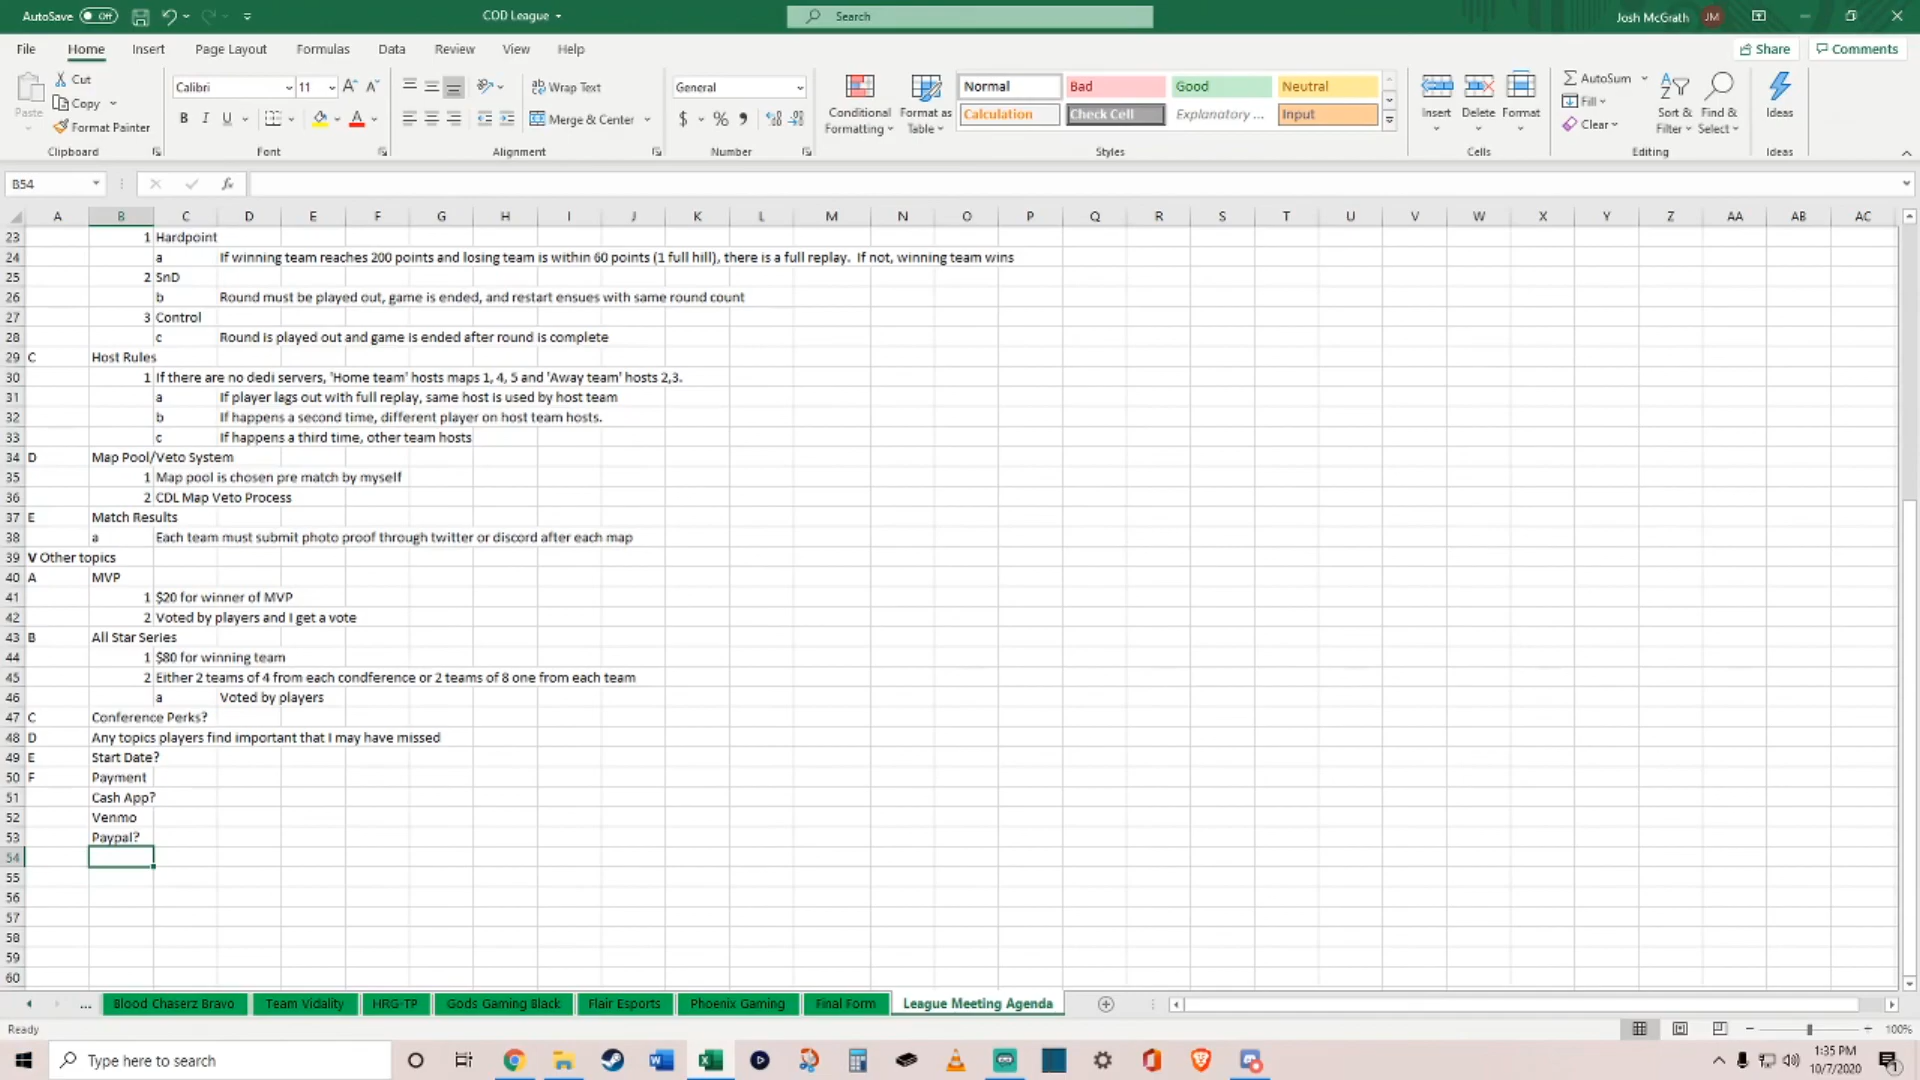 AutoSave Off
COD League
Search
Josh McGrath JM
File Home Insert Page Layout Formulas Data Review View Help
Share Comments
Paste
Cut
Copy
Format Painter
Clipboard
Calibri 11
B I U
Font
Wrap Text
Merge & Center
Alignment
General
$ % ,
Number
Conditional Formatting
Format as Table
Normal Bad Good Neutral
Calculation Check Cell Explanatory ... Input
Styles
Insert Delete Format
Cells
AutoSum
Fill
Clear
Sort & Filter
Find & Select
Editing
Ideas
Ideas
B54 fx
A B C D E F G H I J K L M N O P Q R S T U V W X Y Z AA AB AC
23 1 Hardpoint
24 a If winning team reaches 200 points and losing team is within 60 points (1 full hill), there is a full replay. If not, winning team wins
25 2 SnD
26 b Round must be played out, game is ended, and restart ensues with same round count
27 3 Control
28 c Round is played out and game is ended after round is complete
29 C Host Rules
30 1 If there are no dedi servers, 'Home team' hosts maps 1, 4, 5 and 'Away team' hosts 2,3.
31 a If player lags out with full replay, same host is used by host team
32 b If happens a second time, different player on host team hosts.
33 c If happens a third time, other team hosts
34 D Map Pool/Veto System
35 1 Map pool is chosen pre match by myself
36 2 CDL Map Veto Process
37 E Match Results
38 a Each team must submit photo proof through twitter or discord after each map
39 V Other topics
40 A MVP
41 1 $20 for winner of MVP
42 2 Voted by players and I get a vote
43 B All Star Series
44 1 $80 for winning team
45 2 Either 2 teams of 4 from each condference or 2 teams of 8 one from each team
46 a Voted by players
47 C Conference Perks?
48 D Any topics players find important that I may have missed
49 E Start Date?
50 F Payment
51 Cash App?
52 Venmo
53 Paypal?
54
55
56
57
58
59
60
... Blood Chaserz Bravo Team Vidality HRG-TP Gods Gaming Black Flair Esports Phoenix Gaming Final Form League Meeting Agenda
Ready
100%
Type here to search
1:35 PM
10/7/2020